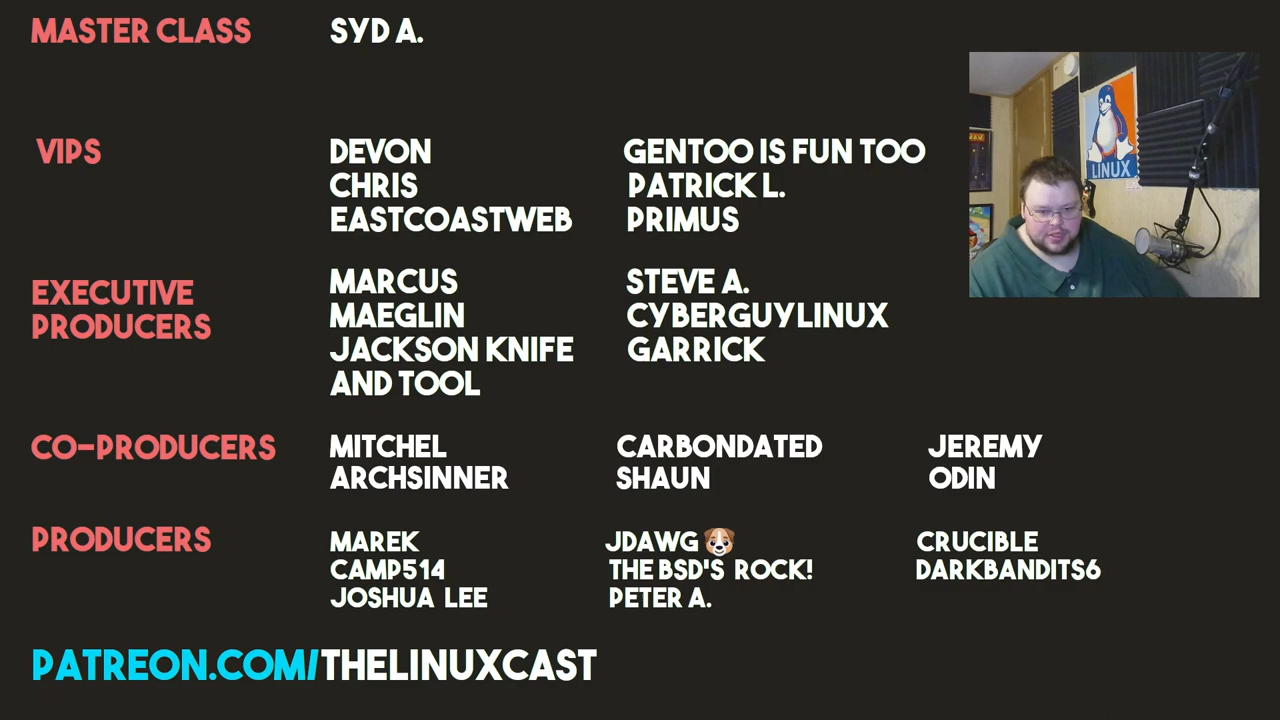 MASTER CLASS SYD A.
VIPS DEVON GENTOO IS FUN TOO
CHRIS PATRICK L.
EASTCOASTWEB PRIMUS
EXECUTIVE PRODUCERS
MARCUS STEVE A.
MAEGLIN CYBERGUYLINUX
JACKSON KNIFE GARRICK
AND TOOL
CO-PRODUCERS MITCHEL CARBONDATED JEREMY
ARCHSINNER SHAUN ODIN
PRODUCERS MAREK JDAWG🐶 CRUCIBLE
CAMP514 THE BSD'S ROCK! DARKBANDITS6
JOSHUA LEE PETER A.
PATREON.COM/THELINUXCAST
LINUX